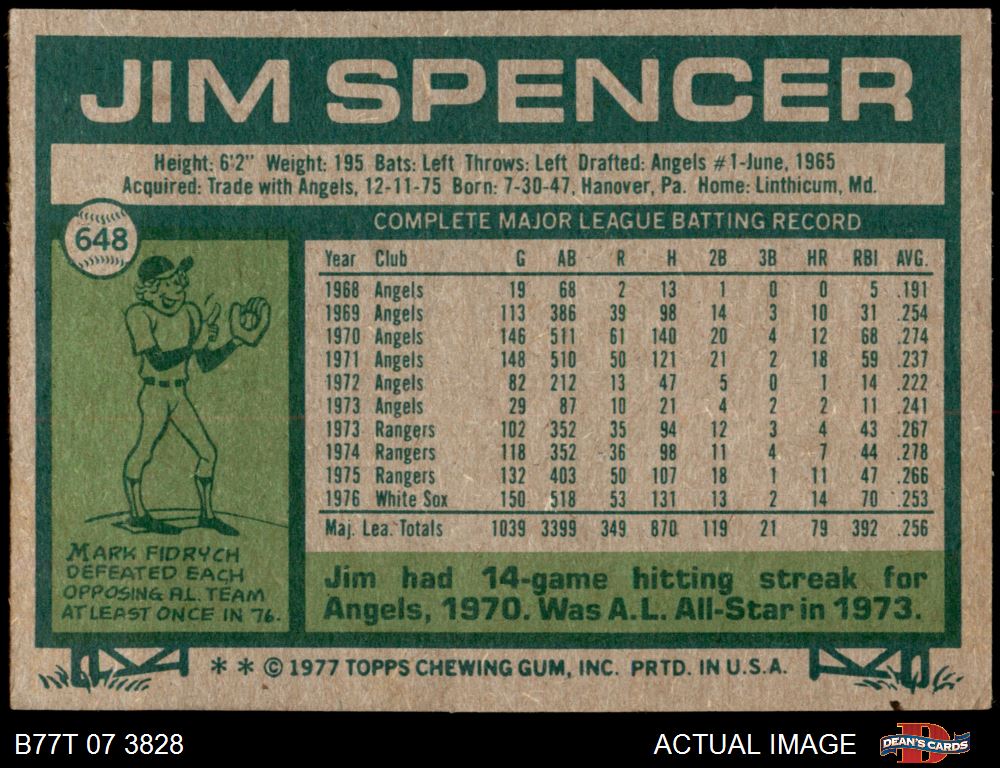 JIM SPENCER
Height: 6'2" Weight: 195 Bats: Left Throws: Left Drafted: Angels #1-June, 1965
Acquired: Trade with Angels, 12-11-75 Born: 7-30-47, Hanover, Pa. Home: Linthicum, Md.
648
COMPLETE MAJOR LEAGUE BATTING RECORD
Year Club G AB R H 2B 3B HR RBI AVG.
1968 Angels 19 68 2 13 1 0 0 5 .191
1969 Angels 113 386 39 98 14 3 10 31 .254
1970 Angels 146 511 61 140 20 4 12 68 .274
1971 Angels 148 510 50 121 21 2 18 59 .237
1972 Angels 82 212 13 47 5 0 1 14 .222
1973 Angels 29 87 10 21 4 2 2 11 .241
1973 Rangers 102 352 35 94 12 3 4 43 .267
1974 Rangers 118 352 36 98 11 4 7 44 .278
1975 Rangers 132 403 50 107 18 1 11 47 .266
1976 White Sox 150 518 53 131 13 2 14 70 .253
Maj. Lea. Totals 1039 3399 349 870 119 21 79 392 .256
MARK FIDRYCH
DEFEATED EACH
OPPOSING A.L. TEAM
AT LEAST ONCE IN '76.
Jim had 14-game hitting streak for
Angels, 1970. Was A.L. All-Star in 1973.
* * © 1977 TOPPS CHEWING GUM, INC. PRTD. IN U.S.A.
B77T 07 3828
ACTUAL IMAGE
D
DEAN'S CARDS